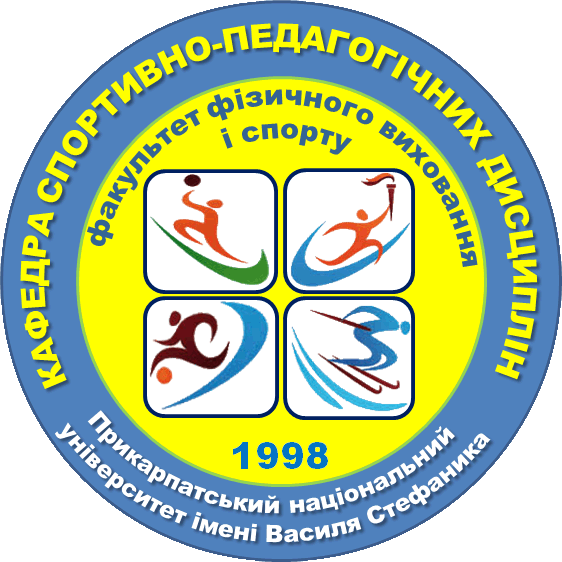 КАФЕДРА СПОРТИВНО-ПЕДАГОГІЧНИХ ДИСЦИПЛІН
факультет фізичного виховання
і спорту
1998
Прикарпатський національний
університет імені Василя Стефаника